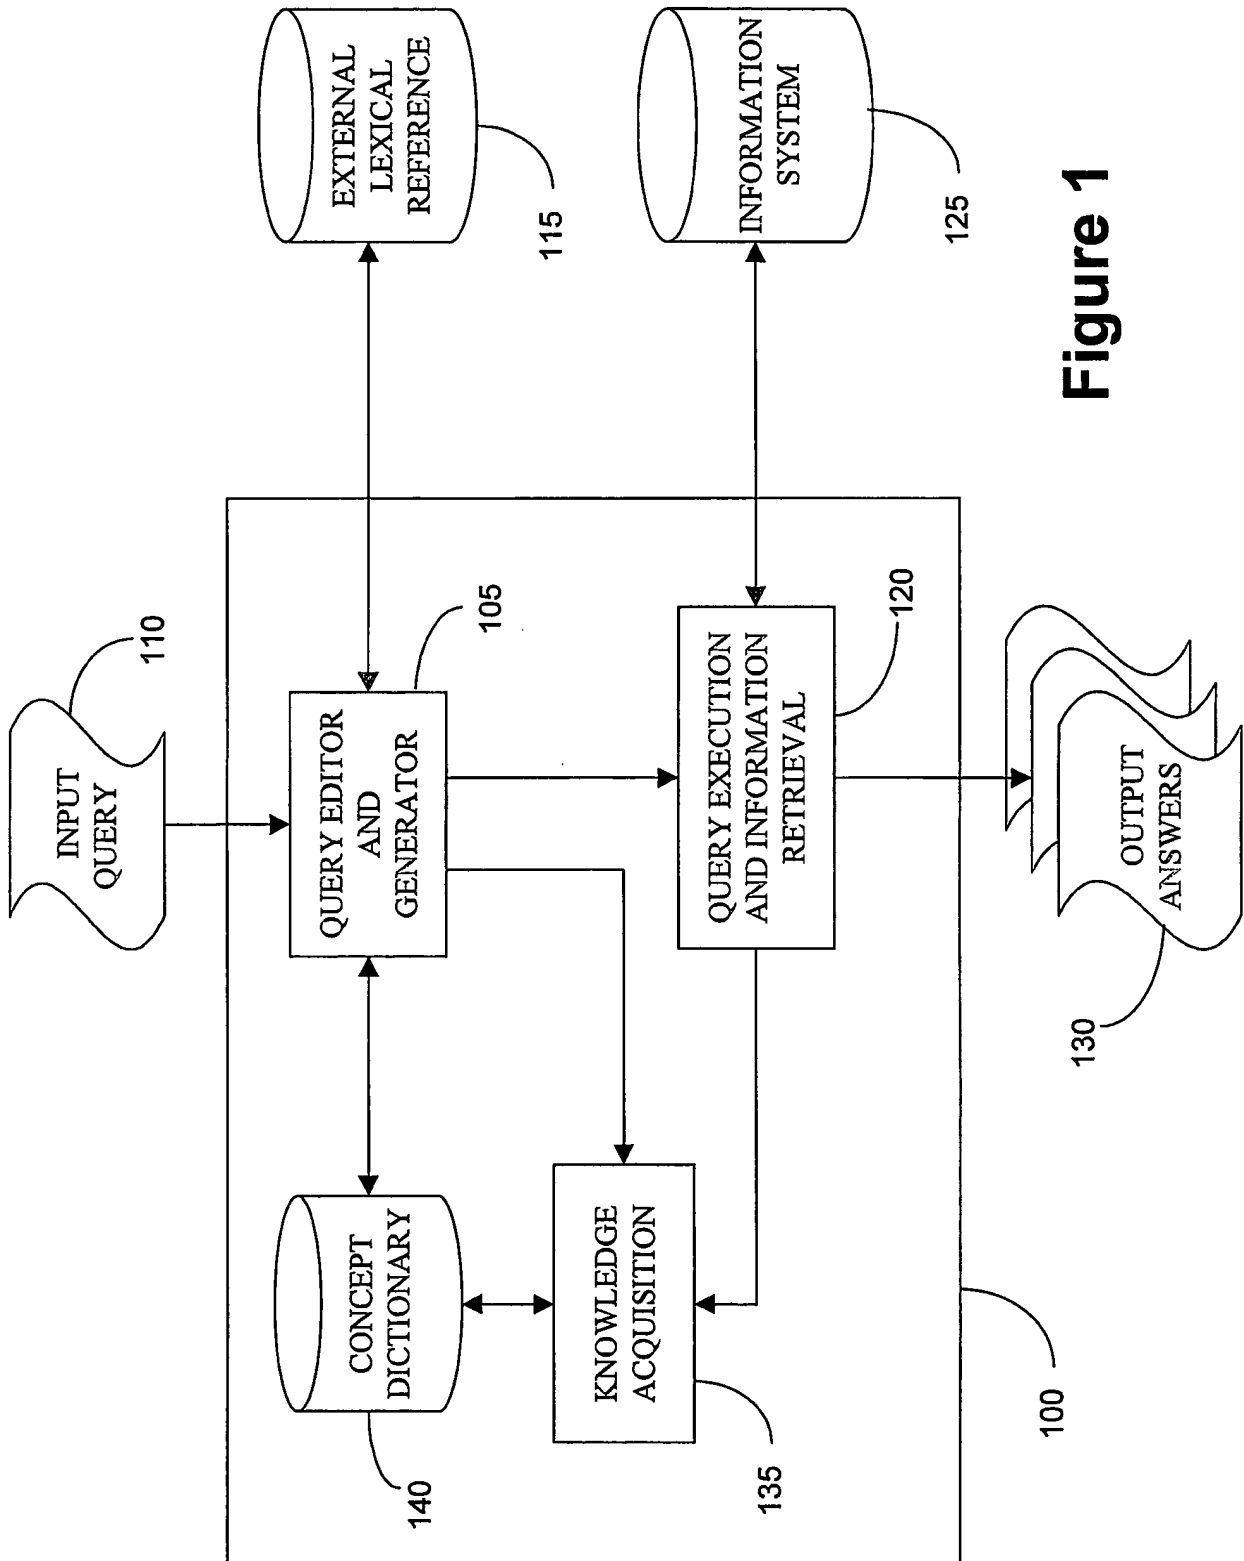 INPUT
QUERY
110
QUERY EDITOR
AND
GENERATOR
105
EXTERNAL
LEXICAL
REFERENCE
115
CONCEPT
DICTIONARY
140
KNOWLEDGE
ACQUISITION
135
QUERY EXECUTION
AND INFORMATION
RETRIEVAL
120
INFORMATION
SYSTEM
125
100
OUTPUT
ANSWERS
130
Figure 1